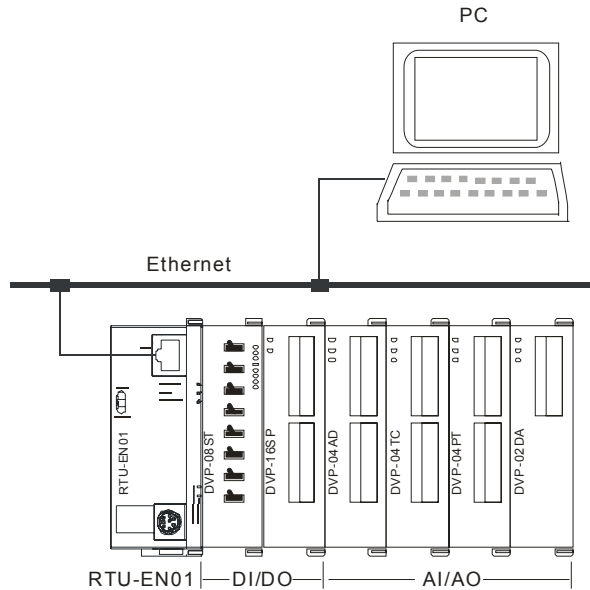 PC
Ethernet
RTU-EN01
DVP-08ST
DVP-16SP
DVP-04AD
DVP-04TC
DVP-04PT
DVP-02DA
RTU-EN01
DI/DO
AI/AO